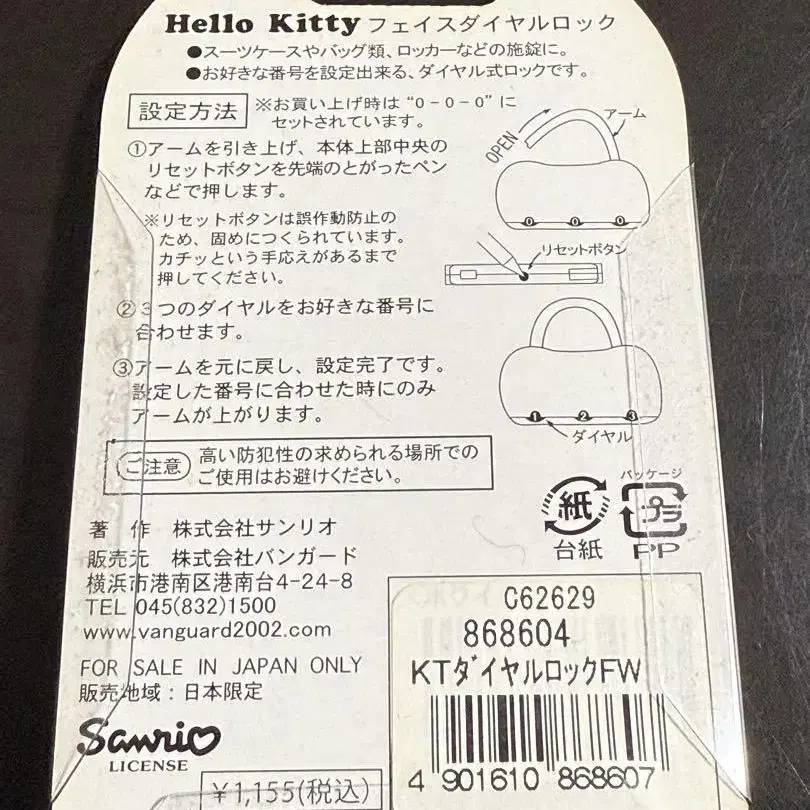 Hello Kitty フェイスダイヤルロック
●スーツケースやバッグ類、ロッカーなどの施錠に。
●お好きな番号を設定出来る、ダイヤル式ロックです。
設定方法
※お買い上げ時は“0-0-0”に
セットされています。
①アームを引き上げ、本体上部中央の
リセットボタンを先端のとがったペン
などで押します。
※リセットボタンは誤作動防止の
ため、固めにつくられています。
カチッという手応えがあるまで
押してください。
②3つのダイヤルをお好きな番号に
合わせます。
③アームを元に戻し、設定完了です。
設定した番号に合わせた時にのみ
アームが上がります。
アーム
OPEN
0 0 0
リセットボタン
1 2 3
ダイヤル
ご注意
高い防犯性の求められる場所での
ご使用はお避けください。
紙
台紙
パッケージ
プラ
PP
著 作 株式会社サンリオ
販売元 株式会社バンガード
横浜市港南区港南台4-24-8
TEL 045(832)1500
www.vanguard2002.com
FOR SALE IN JAPAN ONLY
販売地域：日本限定
Sanrio
LICENSE
¥1,155(税込)
C62629
868604
KTダイヤルロックFW
4 901610 868607